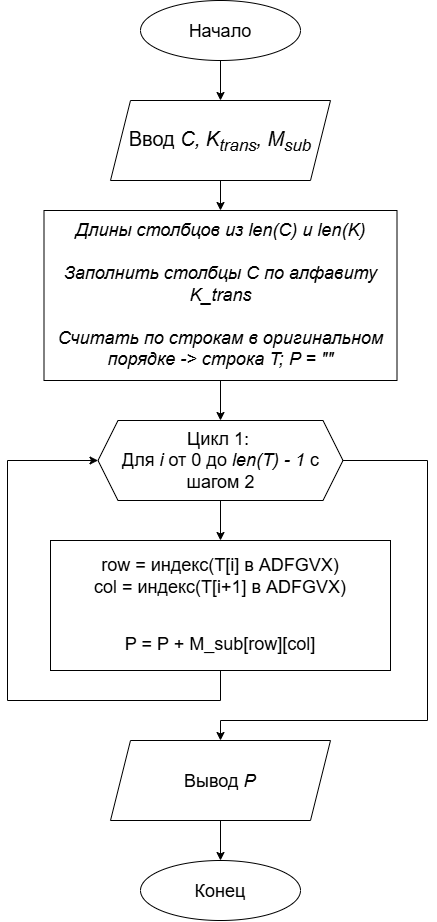 Начало
Ввод C, Ktrans, Msub
Длины столбцов из len(C) и len(K)
Заполнить столбцы C по алфавиту
K_trans
Считать по строкам в оригинальном
порядке -> строка T; P = ""
Цикл 1:
Для i от 0 до len(T) - 1 с
шагом 2
row = индекс(T[i] в ADFGVX)
col = индекс(T[i+1] в ADFGVX)
P = P + M_sub[row][col]
Вывод P
Конец